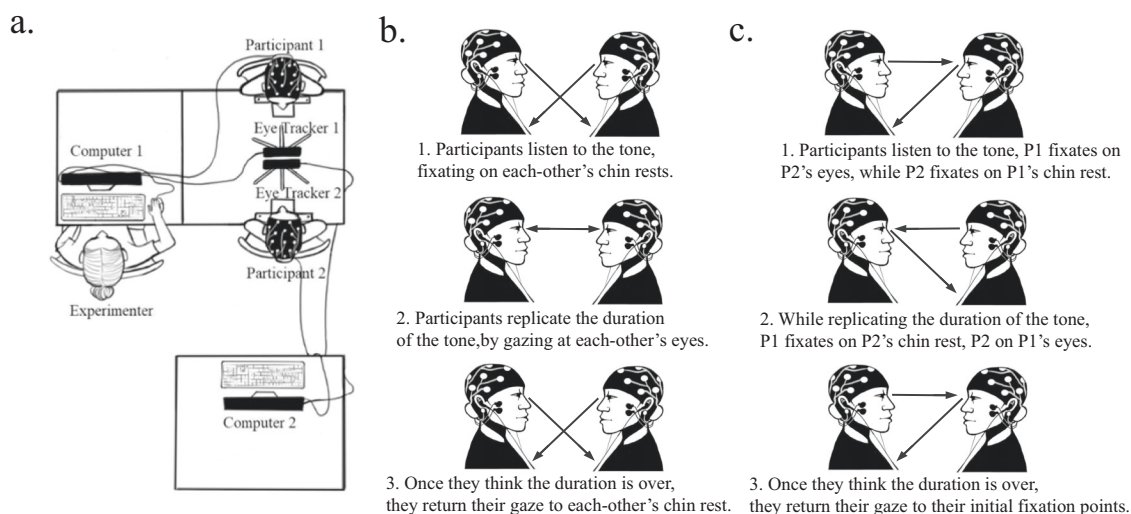 a.
Participant 1
Eye Tracker 1
Computer 1
Eye Tracker 2
Participant 2
Experimenter
Computer 2
b.
1. Participants listen to the tone,
fixating on each-other's chin rests.
2. Participants replicate the duration
of the tone,by gazing at each-other's eyes.
3. Once they think the duration is over,
they return their gaze to each-other's chin rest.
c.
1. Participants listen to the tone, P1 fixates on
P2's eyes, while P2 fixates on P1's chin rest.
2. While replicating the duration of the tone,
P1 fixates on P2's chin rest, P2 on P1's eyes.
3. Once they think the duration is over,
they return their gaze to their initial fixation points.